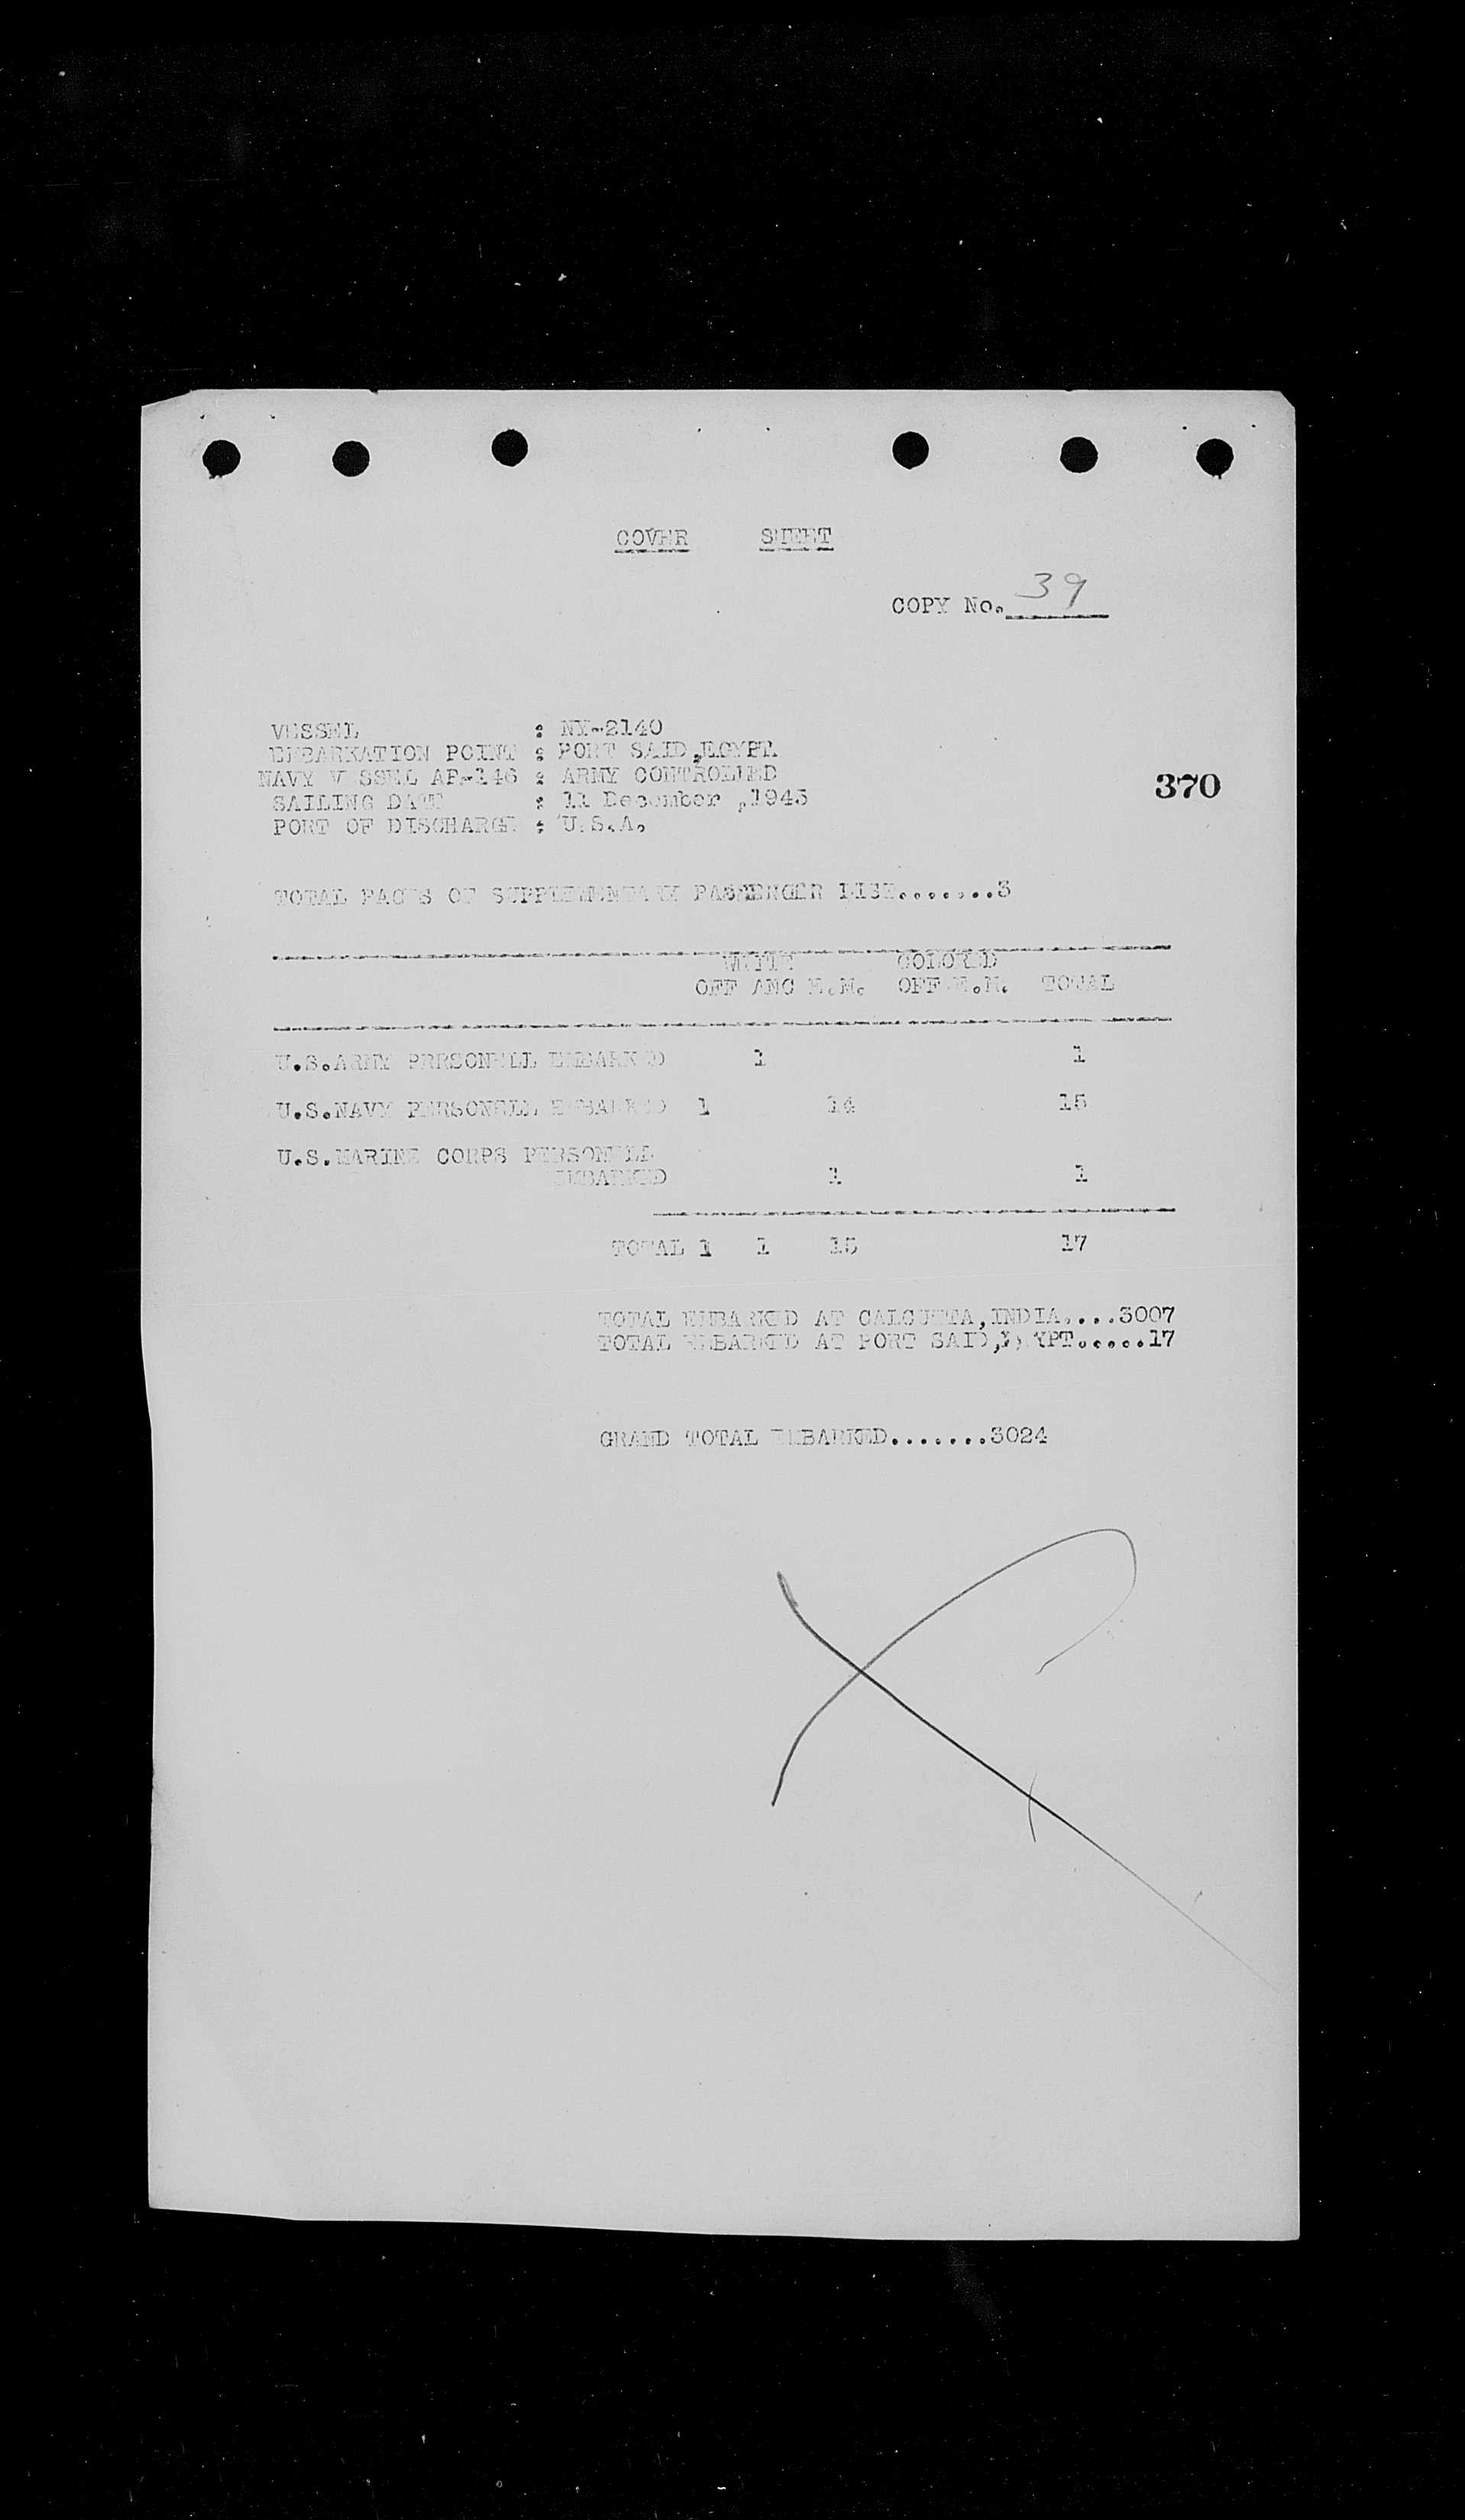 COVER SHEET
COPY NO. 39
VESSEL : NY-2140
EMBARKATION POINT : PORT SAID,EGYPT.
NAVY VESSEL AP-146 : ARMY CONTROLLED
370
SAILING DATE : 11 December ,1945
PORT OF DISCHARGE : U.S.A.
TOTAL PAGES OF SUPPLEMENTARY PASSENGER LIST.......3
WHITE COLORED
OFF ANC E.M. OFF E.M. TOTAL
U.S.ARMY PERSONELL EMBARKED 1 1
U.S.NAVY PERSONELL EMBARKED 1 14 15
U.S.MARINE CORPS PERSONELL
EMBARKED 1 1
TOTAL 1 1 15 17
TOTAL EMBARKED AT CALCUTTA,INDIA....3007
TOTAL EMBARKED AT PORT SAID,EGYPT.....17
GRAND TOTAL EMBARKED.......3024